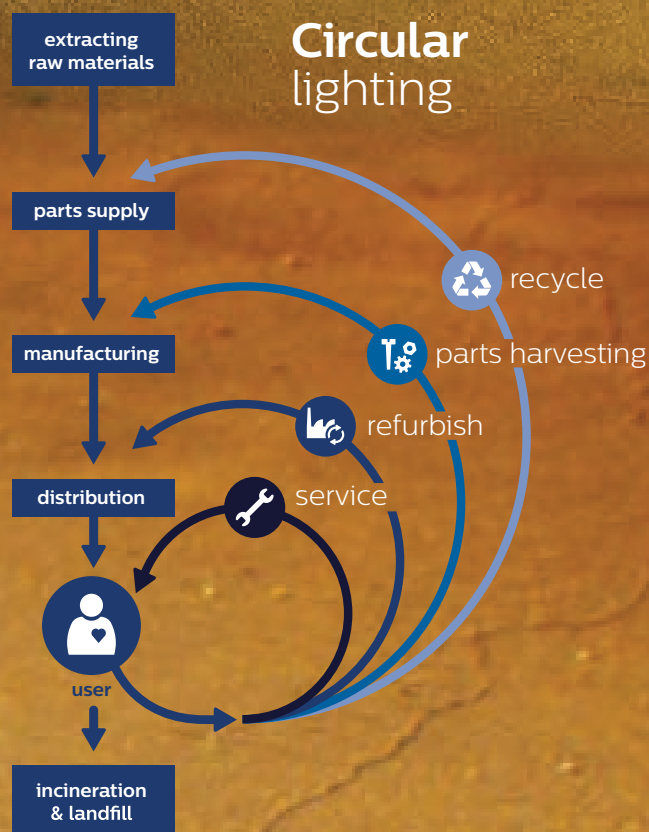 Circular
lighting
extracting
raw materials
parts supply
recycle
manufacturing
parts harvesting
refurbish
distribution
service
user
incineration
& landfill